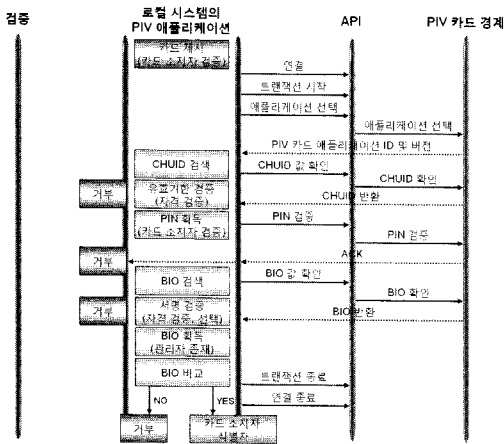 검증
로컬 시스템의
PIV 애플리케이션
API
PIV 카드 경계
카드 제시
(카드 소지자 검증)
연결
트랜잭션 시작
애플리케이션 선택
애플리케이션 선택
PIV 카드 애플리케이션 ID 및 버전
CHUID 검색
CHUID 값 확인
CHUID 확인
거부
유효기한 검증
(자격 검증)
CHUID 반환
PIN 획득
(카드 소지자 검증)
PIN 검증
PIN 검증
거부
ACK
BIO 검색
BIO 값 확인
BIO 확인
거부
서명 검증
(자격 검증, 선택)
BIO 반환
BIO 획득
(관리자 존재)
BIO 비교
트랜잭션 종료
NO
YES
연결 종료
거부
카드 소지자
식별자